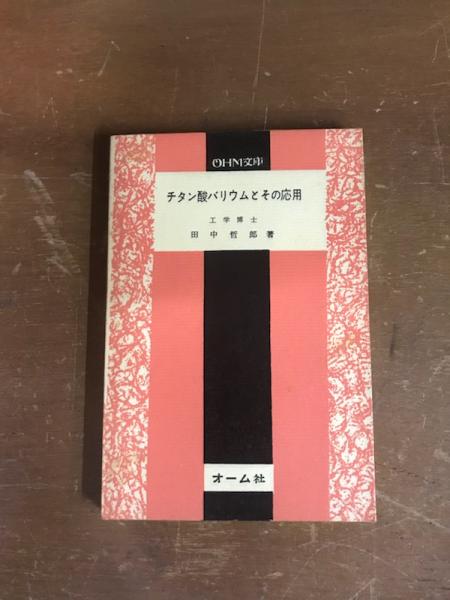 OHM文庫
チタン酸バリウムとその応用
工学博士
田中哲郎著
オーム社